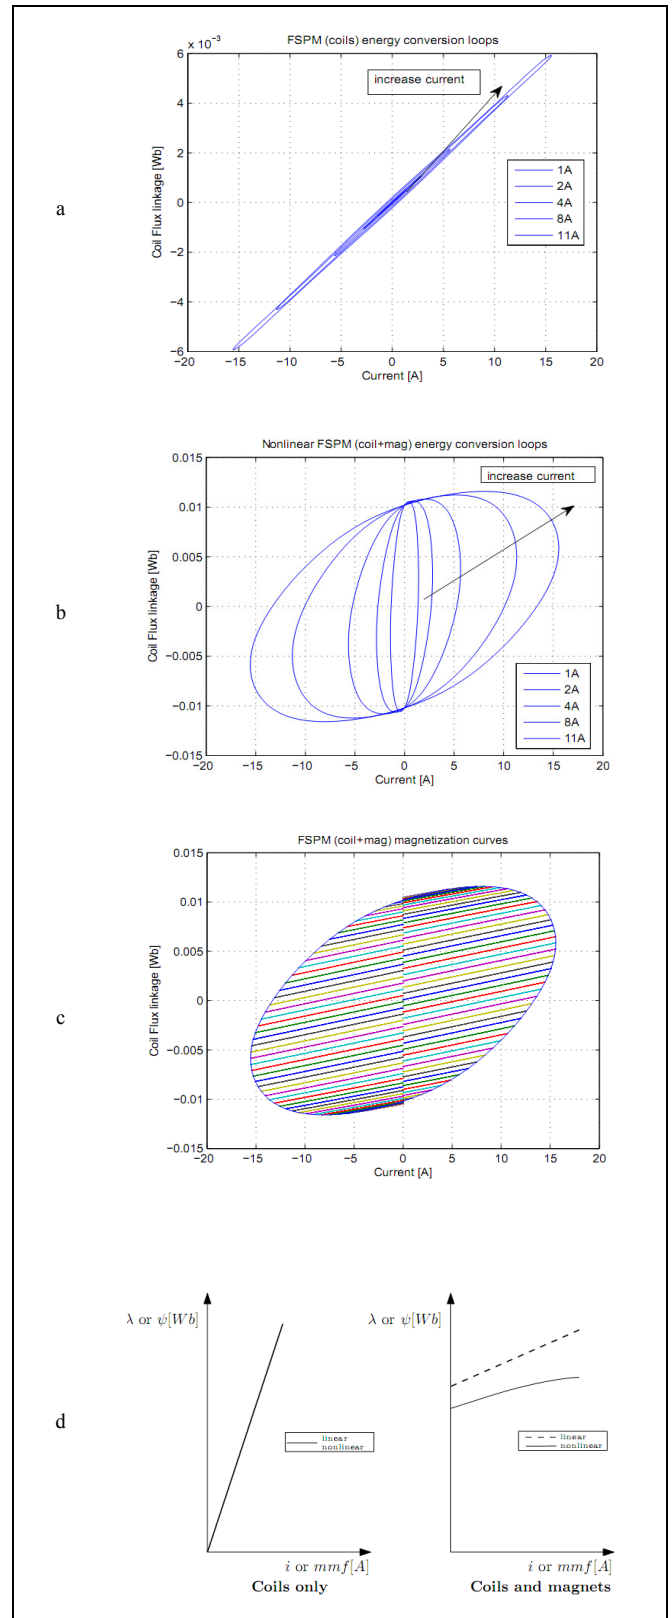 a
FSPM (coils) energy conversion loops
x 10⁻³
increase current
Coil Flux linkage [Wb]
6
4
2
0
−2
−4
−6
1A
2A
4A
8A
11A
−20 −15 −10 −5 0 5 10 15 20
Current [A]
b
Nonlinear FSPM (coil+mag) energy conversion loops
increase current
Coil Flux linkage [Wb]
0.015
0.01
0.005
0
−0.005
−0.01
−0.015
1A
2A
4A
8A
11A
−20 −15 −10 −5 0 5 10 15 20
Current [A]
c
FSPM (coil+mag) magnetization curves
Coil Flux linkage [Wb]
0.015
0.01
0.005
0
−0.005
−0.01
−0.015
−20 −15 −10 −5 0 5 10 15 20
Current [A]
d
λ or ψ[Wb]
linear
nonlinear
i or mmf[A]
Coils only
λ or ψ[Wb]
linear
nonlinear
i or mmf[A]
Coils and magnets